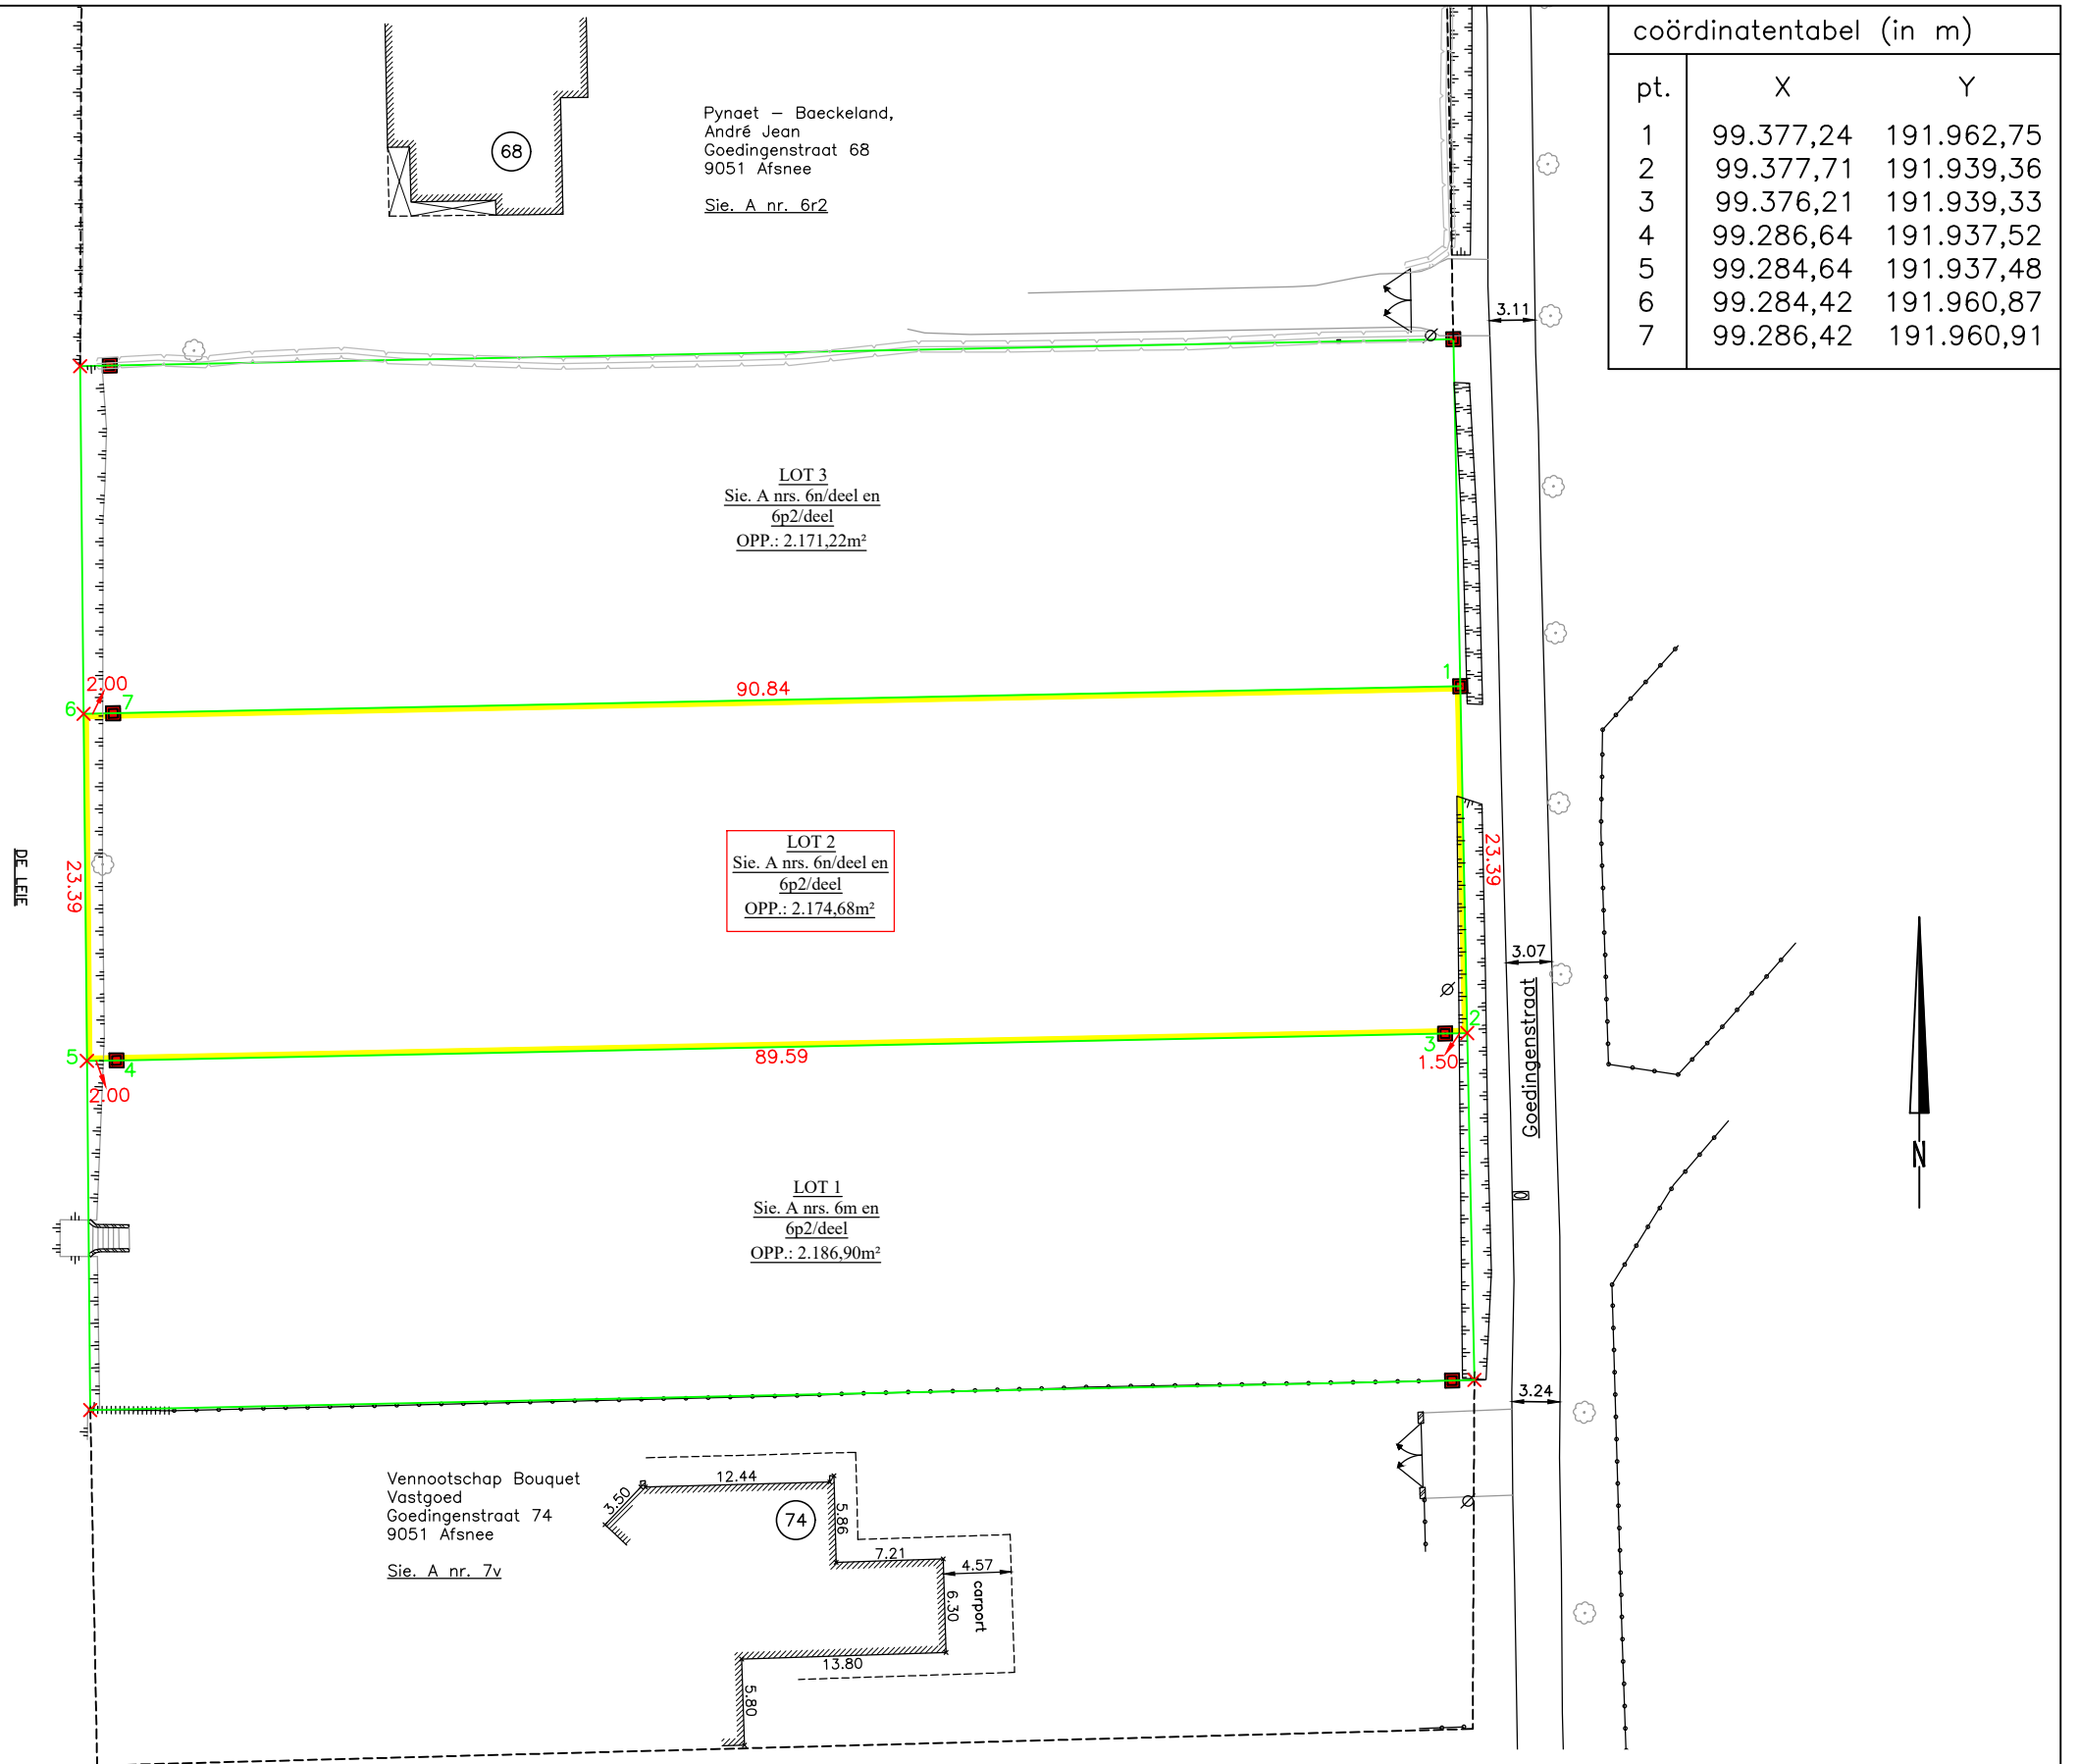 coördinatentabel (in m)
pt. X Y
1 99.377,24 191.962,75
2 99.377,71 191.939,36
3 99.376,21 191.939,33
4 99.286,64 191.937,52
5 99.284,64 191.937,48
6 99.284,42 191.960,87
7 99.286,42 191.960,91
Pynaet – Baeckeland,
André Jean
Goedingenstraat 68
9051 Afsnee
Sie. A nr. 6r2
68
3.11
LOT 3
Sie. A nrs. 6n/deel en
6p2/deel
OPP.: 2.171,22m²
2.00
6
7
90.84
1
DE LEIE
23.39
LOT 2
Sie. A nrs. 6n/deel en
6p2/deel
OPP.: 2.174,68m²
23.39
3.07
Goedingenstraat
5
4
2.00
89.59
2
3
1.50
N
LOT 1
Sie. A nrs. 6m en
6p2/deel
OPP.: 2.186,90m²
3.24
Vennootschap Bouquet
Vastgoed
Goedingenstraat 74
9051 Afsnee
Sie. A nr. 7v
3.50
12.44
74
5.86
7.21
4.57
carport
6.30
13.80
5.80